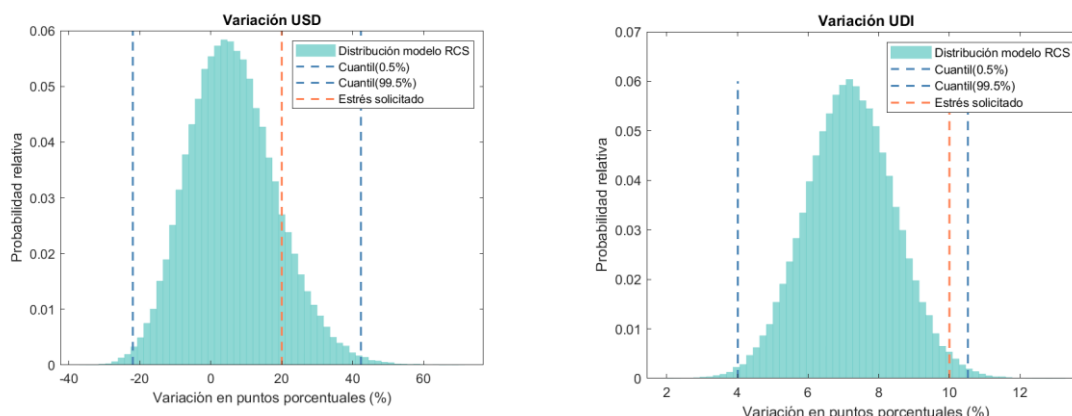 Variación USD
0.06
0.05
0.04
0.03
0.02
0.01
0
Probabilidad relativa
Distribución modelo RCS
Cuantil(0.5%)
Cuantil(99.5%)
Estrés solicitado
-40 -20 0 20 40 60
Variación en puntos porcentuales (%)
Variación UDI
0.07
0.06
0.05
0.04
0.03
0.02
0.01
0
Probabilidad relativa
Distribución modelo RCS
Cuantil(0.5%)
Cuantil(99.5%)
Estrés solicitado
2 4 6 8 10 12
Variación en puntos porcentuales (%)